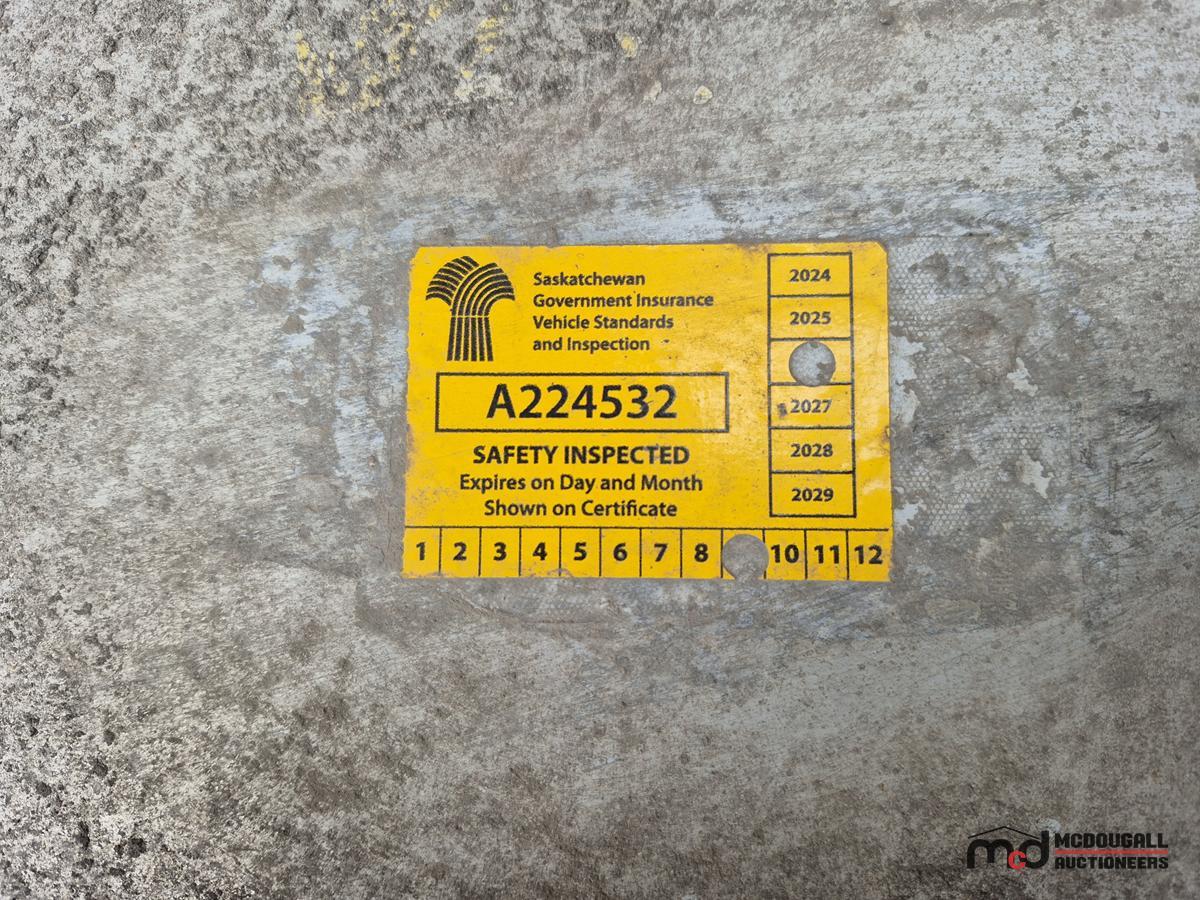 Saskatchewan
Government Insurance
Vehicle Standards
and Inspection
A224532
SAFETY INSPECTED
Expires on Day and Month
Shown on Certificate
2024
2025
2027
2028
2029
1 2 3 4 5 6 7 8 10 11 12
mcd MCDOUGALL
AUCTIONEERS